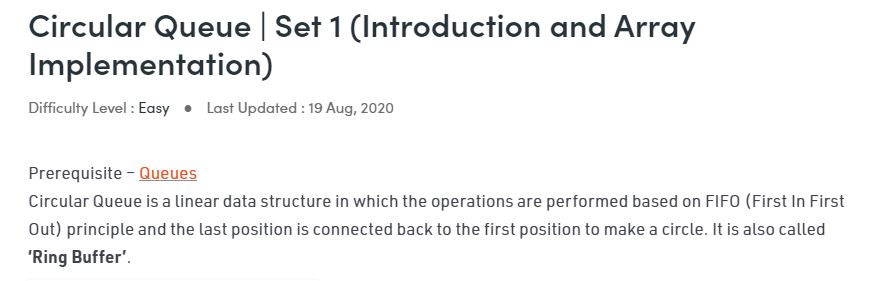 Circular Queue | Set 1 (Introduction and Array
Implementation)
Difficulty Level : Easy ● Last Updated : 19 Aug, 2020
Prerequisite – Queues
Circular Queue is a linear data structure in which the operations are performed based on FIFO (First In First
Out) principle and the last position is connected back to the first position to make a circle. It is also called
‘Ring Buffer’.